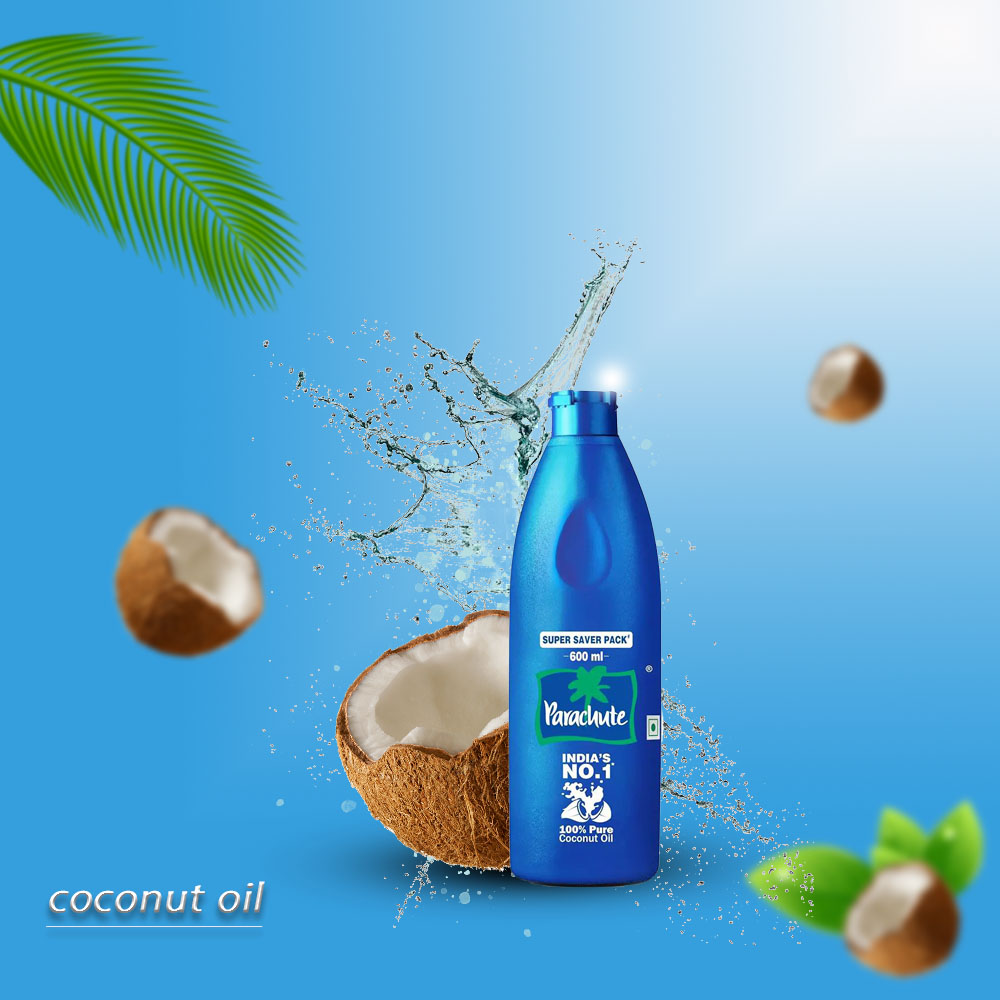 SUPER SAVER PACK
600 ml
®
Parachute
INDIA'S
NO.1
100% Pure
Coconut Oil
coconut oil